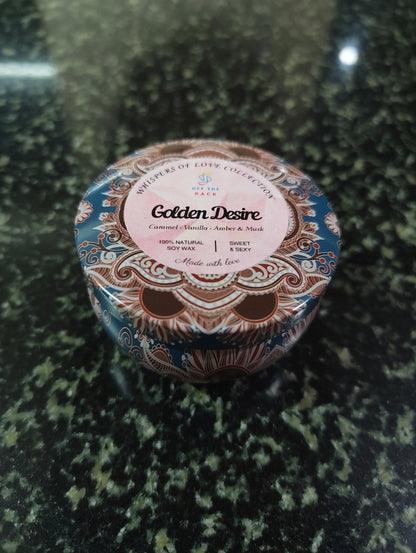 WHISPERS OF LOVE COLLECTION
OFF THE
RACK
Golden Desire
Caramel - Vanilla - Amber & Musk
100% NATURAL
SOY WAX
SWEET
& SEXY
Made with love